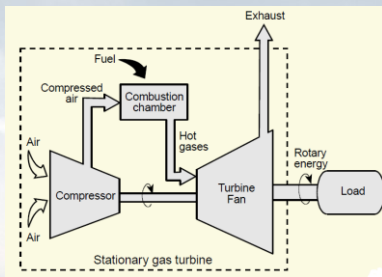 Exhaust
Fuel
Compressed
air
Combustion
chamber
Air
Hot
gases
Rotary
energy
Compressor
Turbine
Fan
Load
Air
Stationary gas turbine